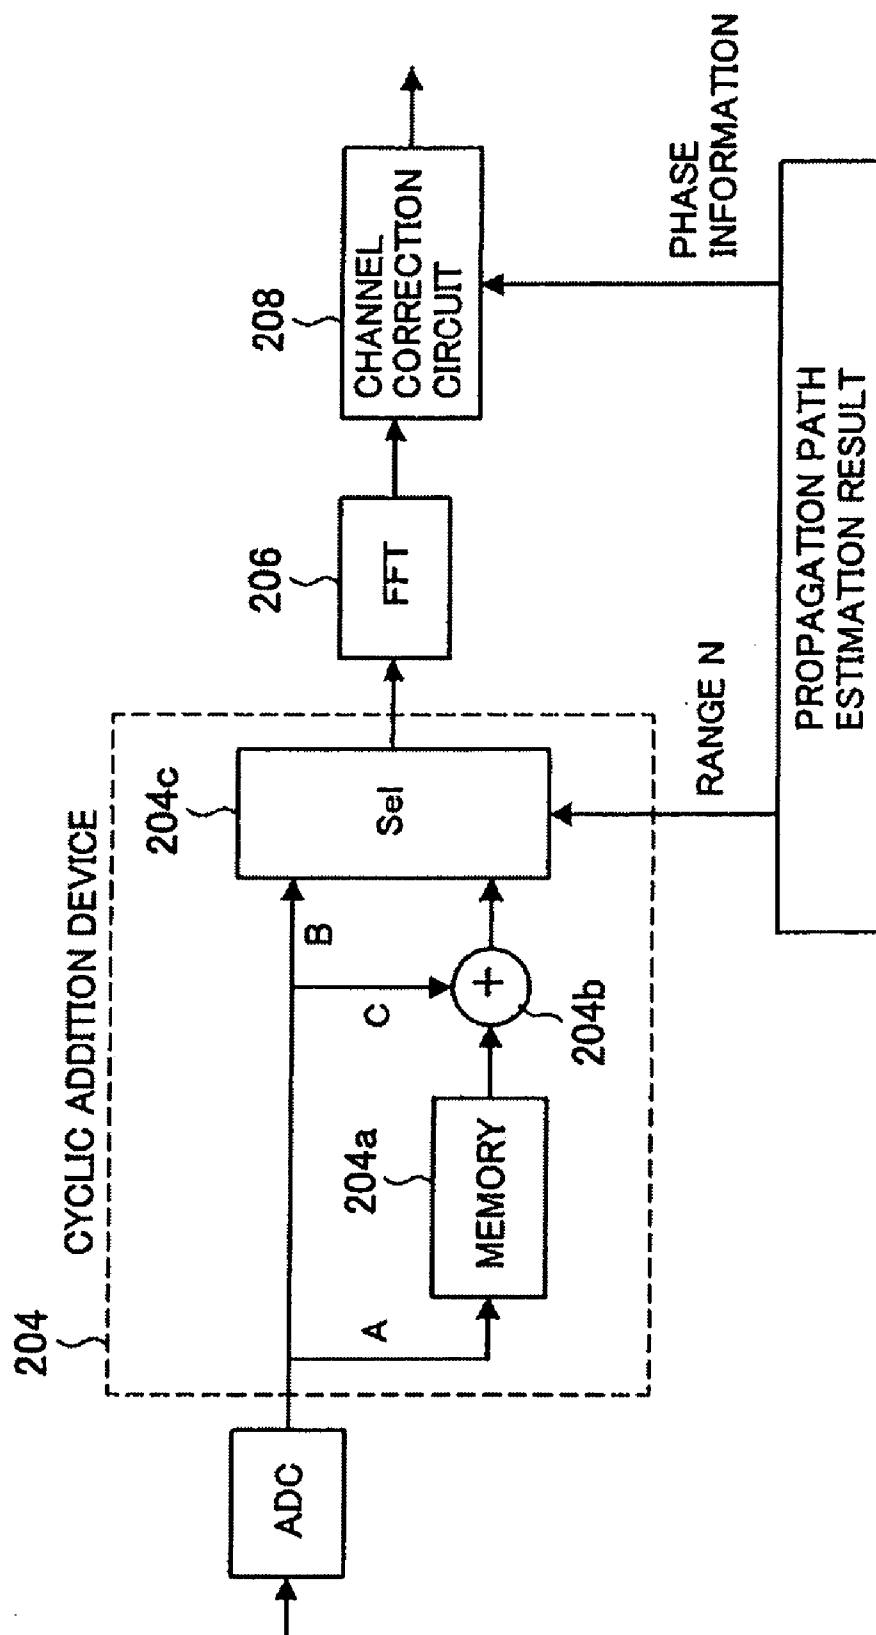 204
CYCLIC ADDITION DEVICE
204c
206
208
ADC
A
B
C
MEMORY
204a
+
204b
Sel
FFT
CHANNEL
CORRECTION
CIRCUIT
RANGE N
PHASE
INFORMATION
PROPAGATION PATH
ESTIMATION RESULT